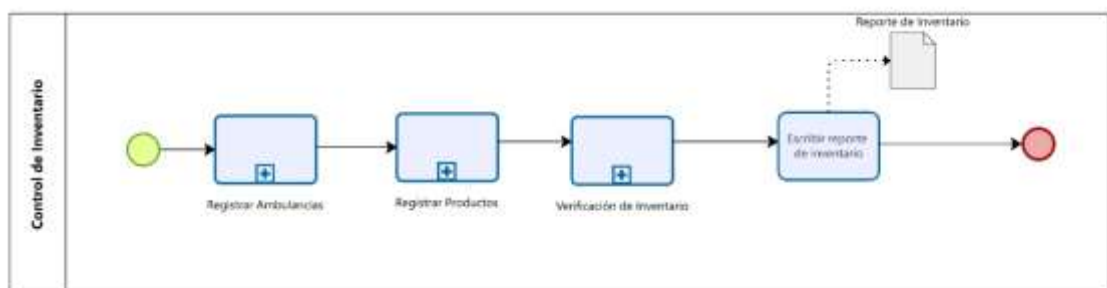 Control de Inventario
Reporte de Inventario
Registrar Ambulancias
Registrar Productos
Verificación de Inventario
Escribir reporte
de inventario